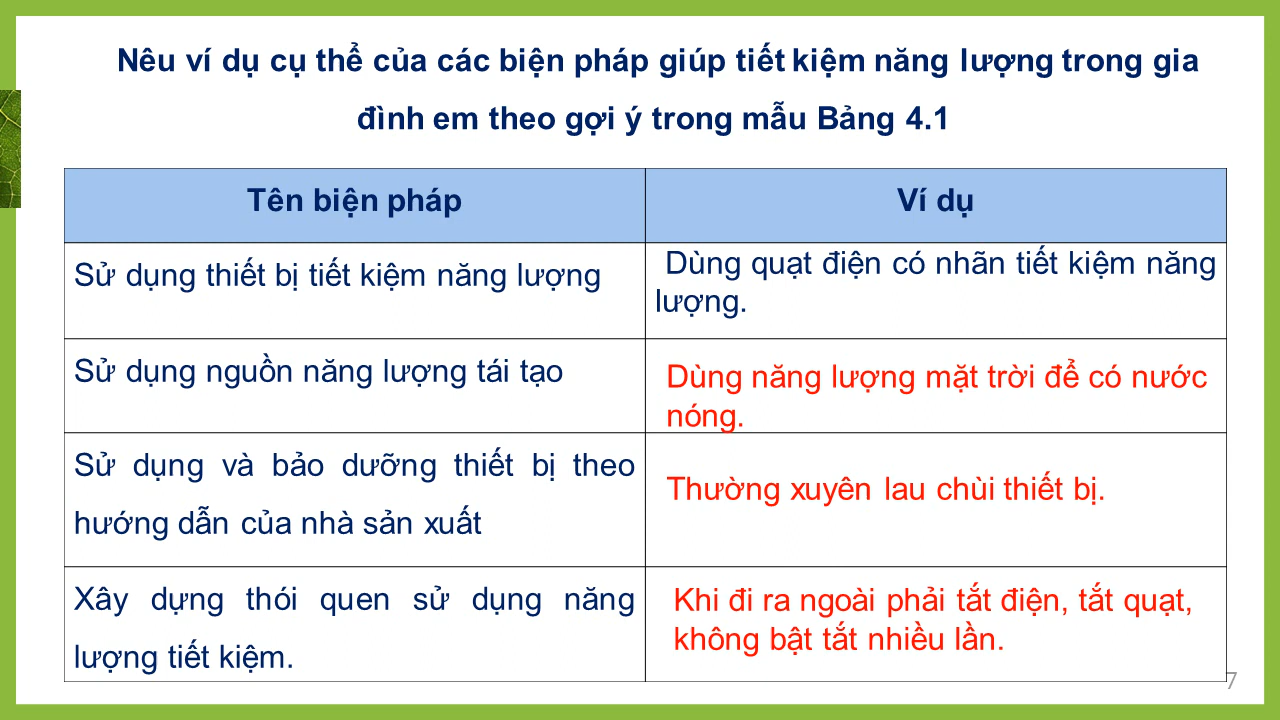 Nêu ví dụ cụ thể của các biện pháp giúp tiết kiệm năng lượng trong gia
đình em theo gợi ý trong mẫu Bảng 4.1
Tên biện pháp
Ví dụ
Sử dụng thiết bị tiết kiệm năng lượng
Dùng quạt điện có nhãn tiết kiệm năng
lượng.
Sử dụng nguồn năng lượng tái tạo
Dùng năng lượng mặt trời để có nước
nóng.
Sử dụng và bảo dưỡng thiết bị theo
hướng dẫn của nhà sản xuất
Thường xuyên lau chùi thiết bị.
Xây dựng thói quen sử dụng năng
lượng tiết kiệm.
Khi đi ra ngoài phải tắt điện, tắt quạt,
không bật tắt nhiều lần.
7